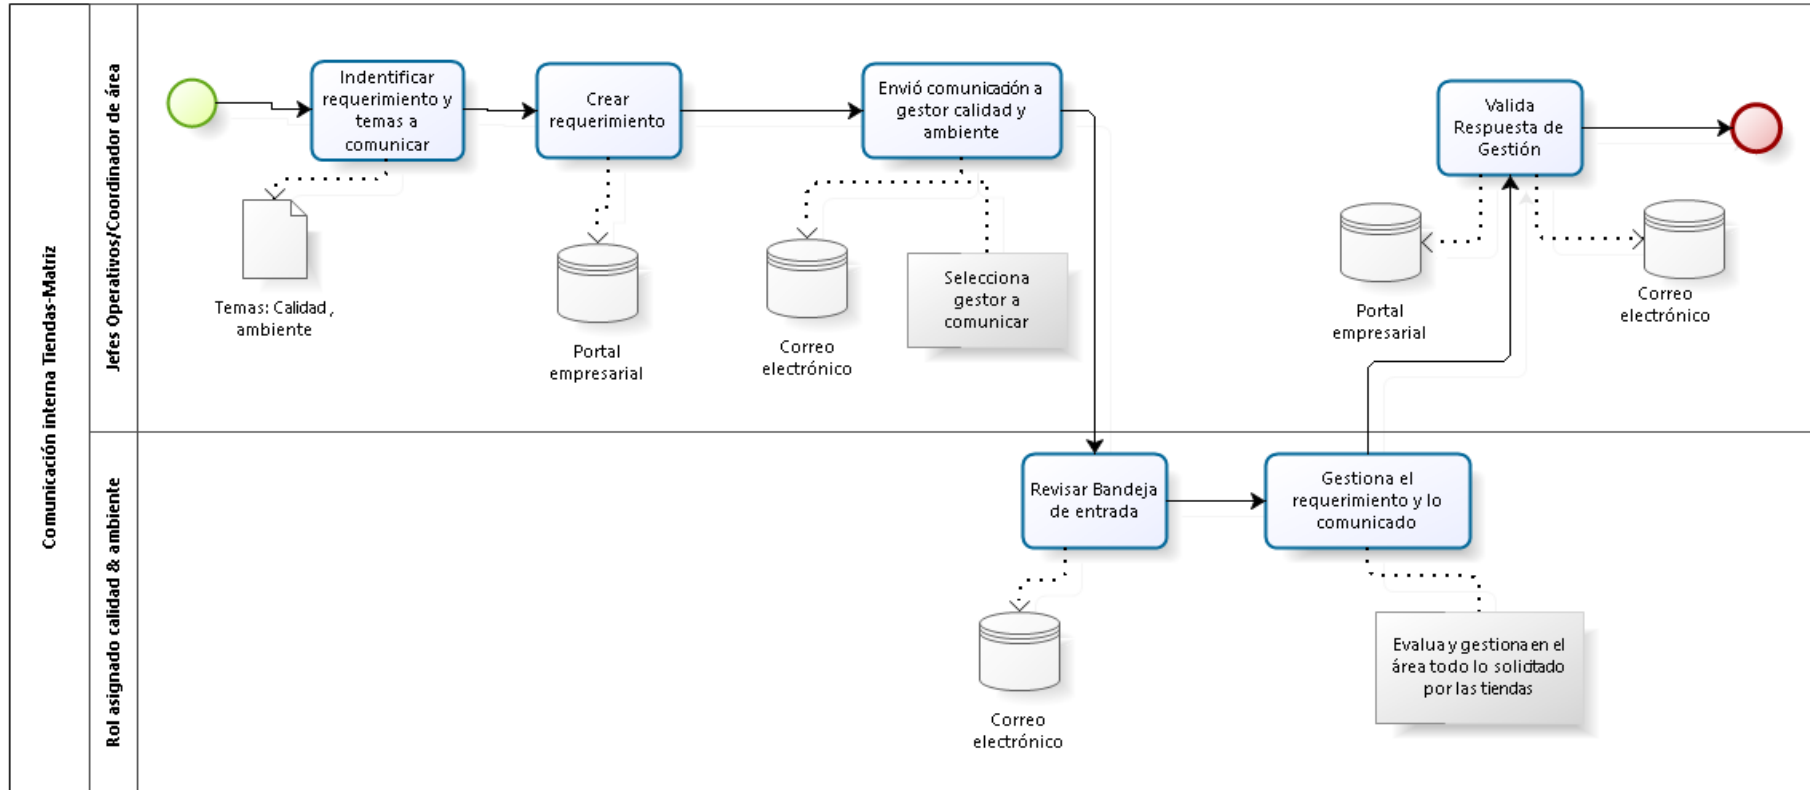 Comunicación interna Tiendas-Matriz
Jefes Operativos/Coordinador de área
Indentificar
requerimiento y
temas a
comunicar
Crear
requerimiento
Envió comunicación a
gestor calidad y
ambiente
Valida
Respuesta de
Gestión
Temas: Calidad ,
ambiente
Portal
empresarial
Correo
electrónico
Selecciona
gestor a
comunicar
Portal
empresarial
Correo
electrónico
Rol asignado calidad & ambiente
Revisar Bandeja
de entrada
Gestiona el
requerimiento y lo
comunicado
Correo
electrónico
Evalua y gestiona en el
área todo lo solicitado
por las tiendas